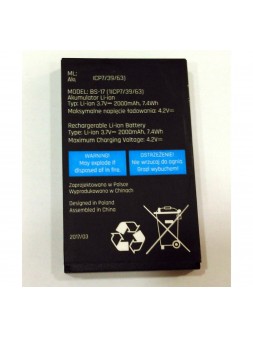 ML:
Ak (1CP7/39/63)
MODEL: BS-17 (1ICP7/39/63)
Akumulator Li-ion
Typ: Li-ion 3.7V⎓ 2000mAh, 7.4Wh
Maksymalne napięcie ładowania: 4.2V⎓
Rechargeable Li-Ion Battery
Typ: Li-ion 3.7V⎓ 2000mAh, 7.4Wh
Maximum Charging Voltage: 4.2V⎓
WARNING!
May explode if
disposed of in fire.
OSTRZEŻENIE!
Nie wrzucaj do ognia.
Grozi wybuchem!
Zaprojektowano w Polsce
Wyprodukowano w Chinach
Designed in Poland
Assembled in China
2017/03